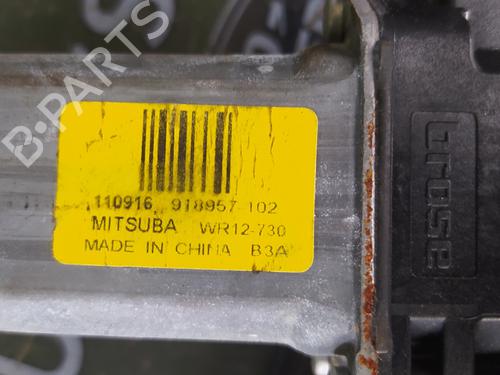 B-PARTS
110916 918957-102
MITSUBA WR12-730
MADE IN CHINA B3A
brose